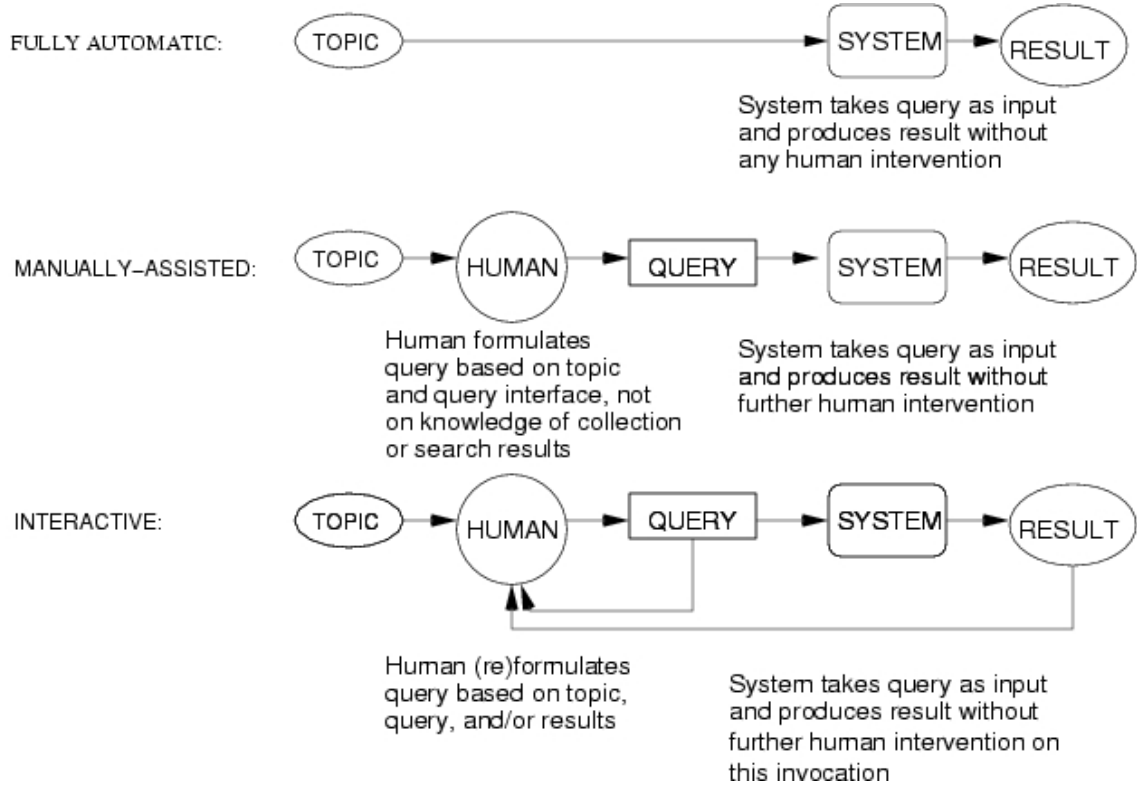 FULLY AUTOMATIC:
TOPIC
SYSTEM
RESULT
System takes query as input
and produces result without
any human intervention
MANUALLY-ASSISTED:
TOPIC
HUMAN
QUERY
SYSTEM
RESULT
Human formulates
query based on topic
and query interface, not
on knowledge of collection
or search results
System takes query as input
and produces result without
further human intervention
INTERACTIVE:
TOPIC
HUMAN
QUERY
SYSTEM
RESULT
Human (re)formulates
query based on topic,
query, and/or results
System takes query as input
and produces result without
further human intervention on
this invocation